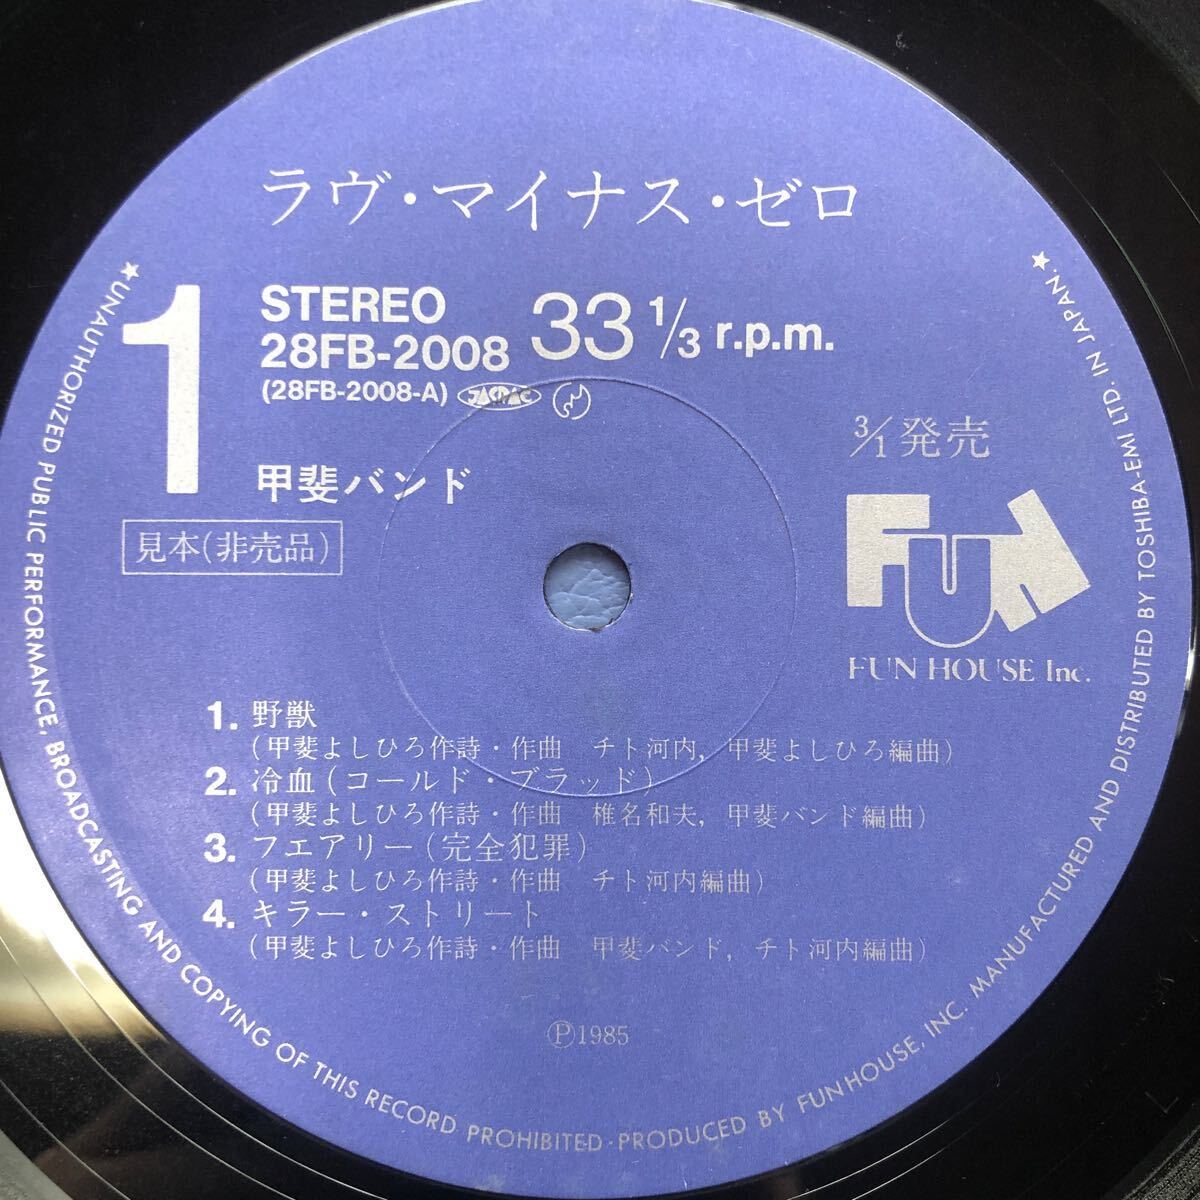 ラヴ・マイナス・ゼロ
1
STEREO
28FB-2008
(28FB-2008-A) JASRAC
33 1/3 r.p.m.
甲斐バンド
見本(非売品)
3/1 発売
FUN
FUN HOUSE Inc.
1. 野獣
(甲斐よしひろ作詩・作曲 チト河内, 甲斐よしひろ編曲)
2. 冷血(コールド・ブラッド)
(甲斐よしひろ作詩・作曲 椎名和夫, 甲斐バンド編曲)
3. フエアリー(完全犯罪)
(甲斐よしひろ作詩・作曲 チト河内編曲)
4. キラー・ストリート
(甲斐よしひろ作詩・作曲 甲斐バンド, チト河内編曲)
Ⓟ1985
★UNAUTHORIZED PUBLIC PERFORMANCE, BROADCASTING AND COPYING OF THIS RECORD PROHIBITED·PRODUCED BY FUN HOUSE, INC. MANUFACTURED AND DISTRIBUTED BY TOSHIBA-EMI LTD. IN JAPAN.★